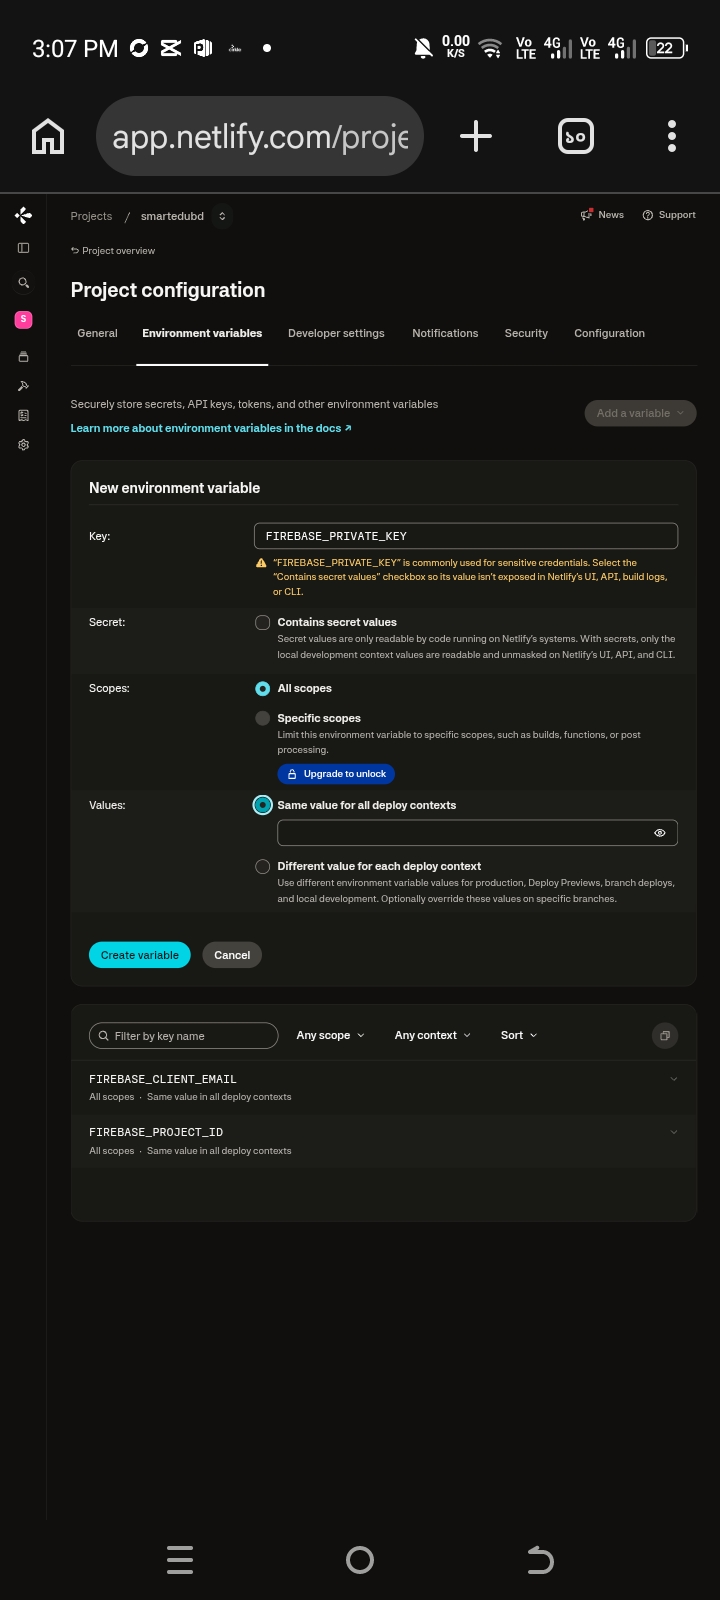 3:07 PM
0.00 K/S
Vo LTE 4G Vo LTE 4G 22
app.netlify.com/proje
১০
Projects / smartedubd
News
Support
Project overview
S
Project configuration
General Environment variables Developer settings Notifications Security Configuration
Securely store secrets, API keys, tokens, and other environment variables
Learn more about environment variables in the docs ↗
Add a variable
New environment variable
Key: FIREBASE_PRIVATE_KEY
"FIREBASE_PRIVATE_KEY" is commonly used for sensitive credentials. Select the
"Contains secret values" checkbox so its value isn't exposed in Netlify's UI, API, build logs,
or CLI.
Secret: Contains secret values
Secret values are only readable by code running on Netlify's systems. With secrets, only the
local development context values are readable and unmasked on Netlify's UI, API, and CLI.
Scopes: All scopes
Specific scopes
Limit this environment variable to specific scopes, such as builds, functions, or post
processing.
Upgrade to unlock
Values: Same value for all deploy contexts
Different value for each deploy context
Use different environment variable values for production, Deploy Previews, branch deploys,
and local development. Optionally override these values on specific branches.
Create variable Cancel
Filter by key name Any scope Any context Sort
FIREBASE_CLIENT_EMAIL
All scopes · Same value in all deploy contexts
FIREBASE_PROJECT_ID
All scopes · Same value in all deploy contexts